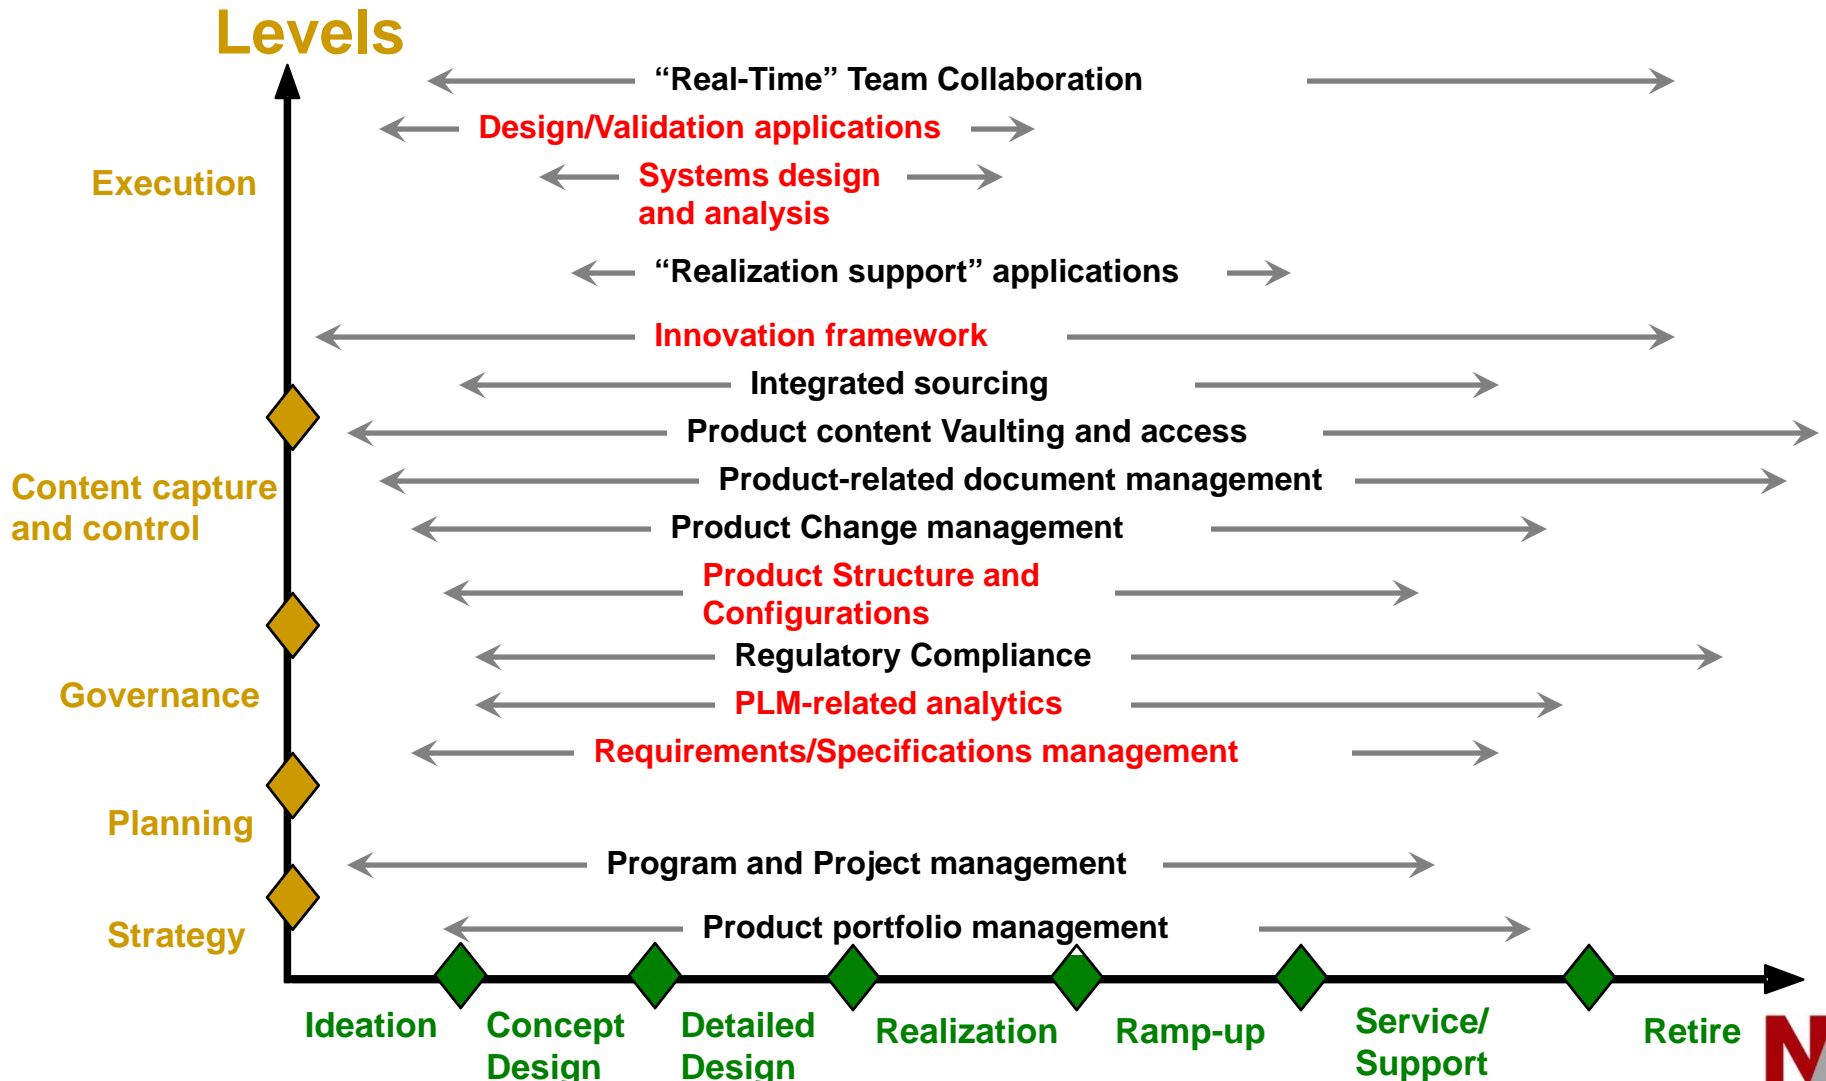 Levels
“Real-Time” Team Collaboration
Design/Validation applications
Execution
Systems design
and analysis
“Realization support” applications
Innovation framework
Integrated sourcing
Product content Vaulting and access
Content capture
and control
Product-related document management
Product Change management
Product Structure and
Configurations
Regulatory Compliance
Governance
PLM-related analytics
Requirements/Specifications management
Planning
Program and Project management
Strategy
Product portfolio management
Ideation
Concept
Design
Detailed
Design
Realization
Ramp-up
Service/
Support
Retire
N